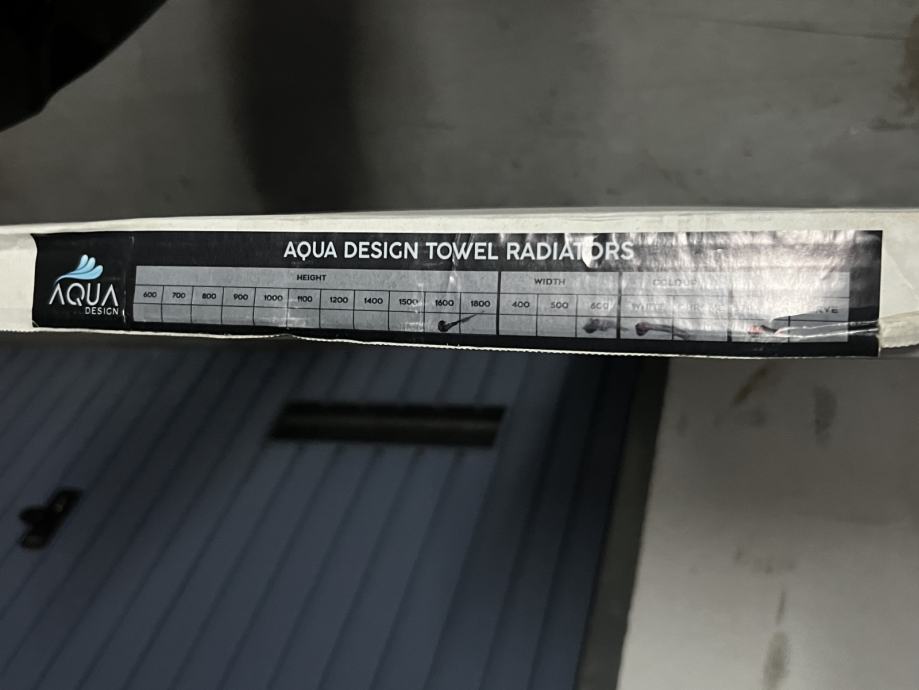 AQUA DESIGN TOWEL RADIATORS
AQUA
DESIGN
HEIGHT WIDTH COLOUR
600 700 800 900 1000 1100 1200 1400 1500 1600 1800 400 500 600 WHITE